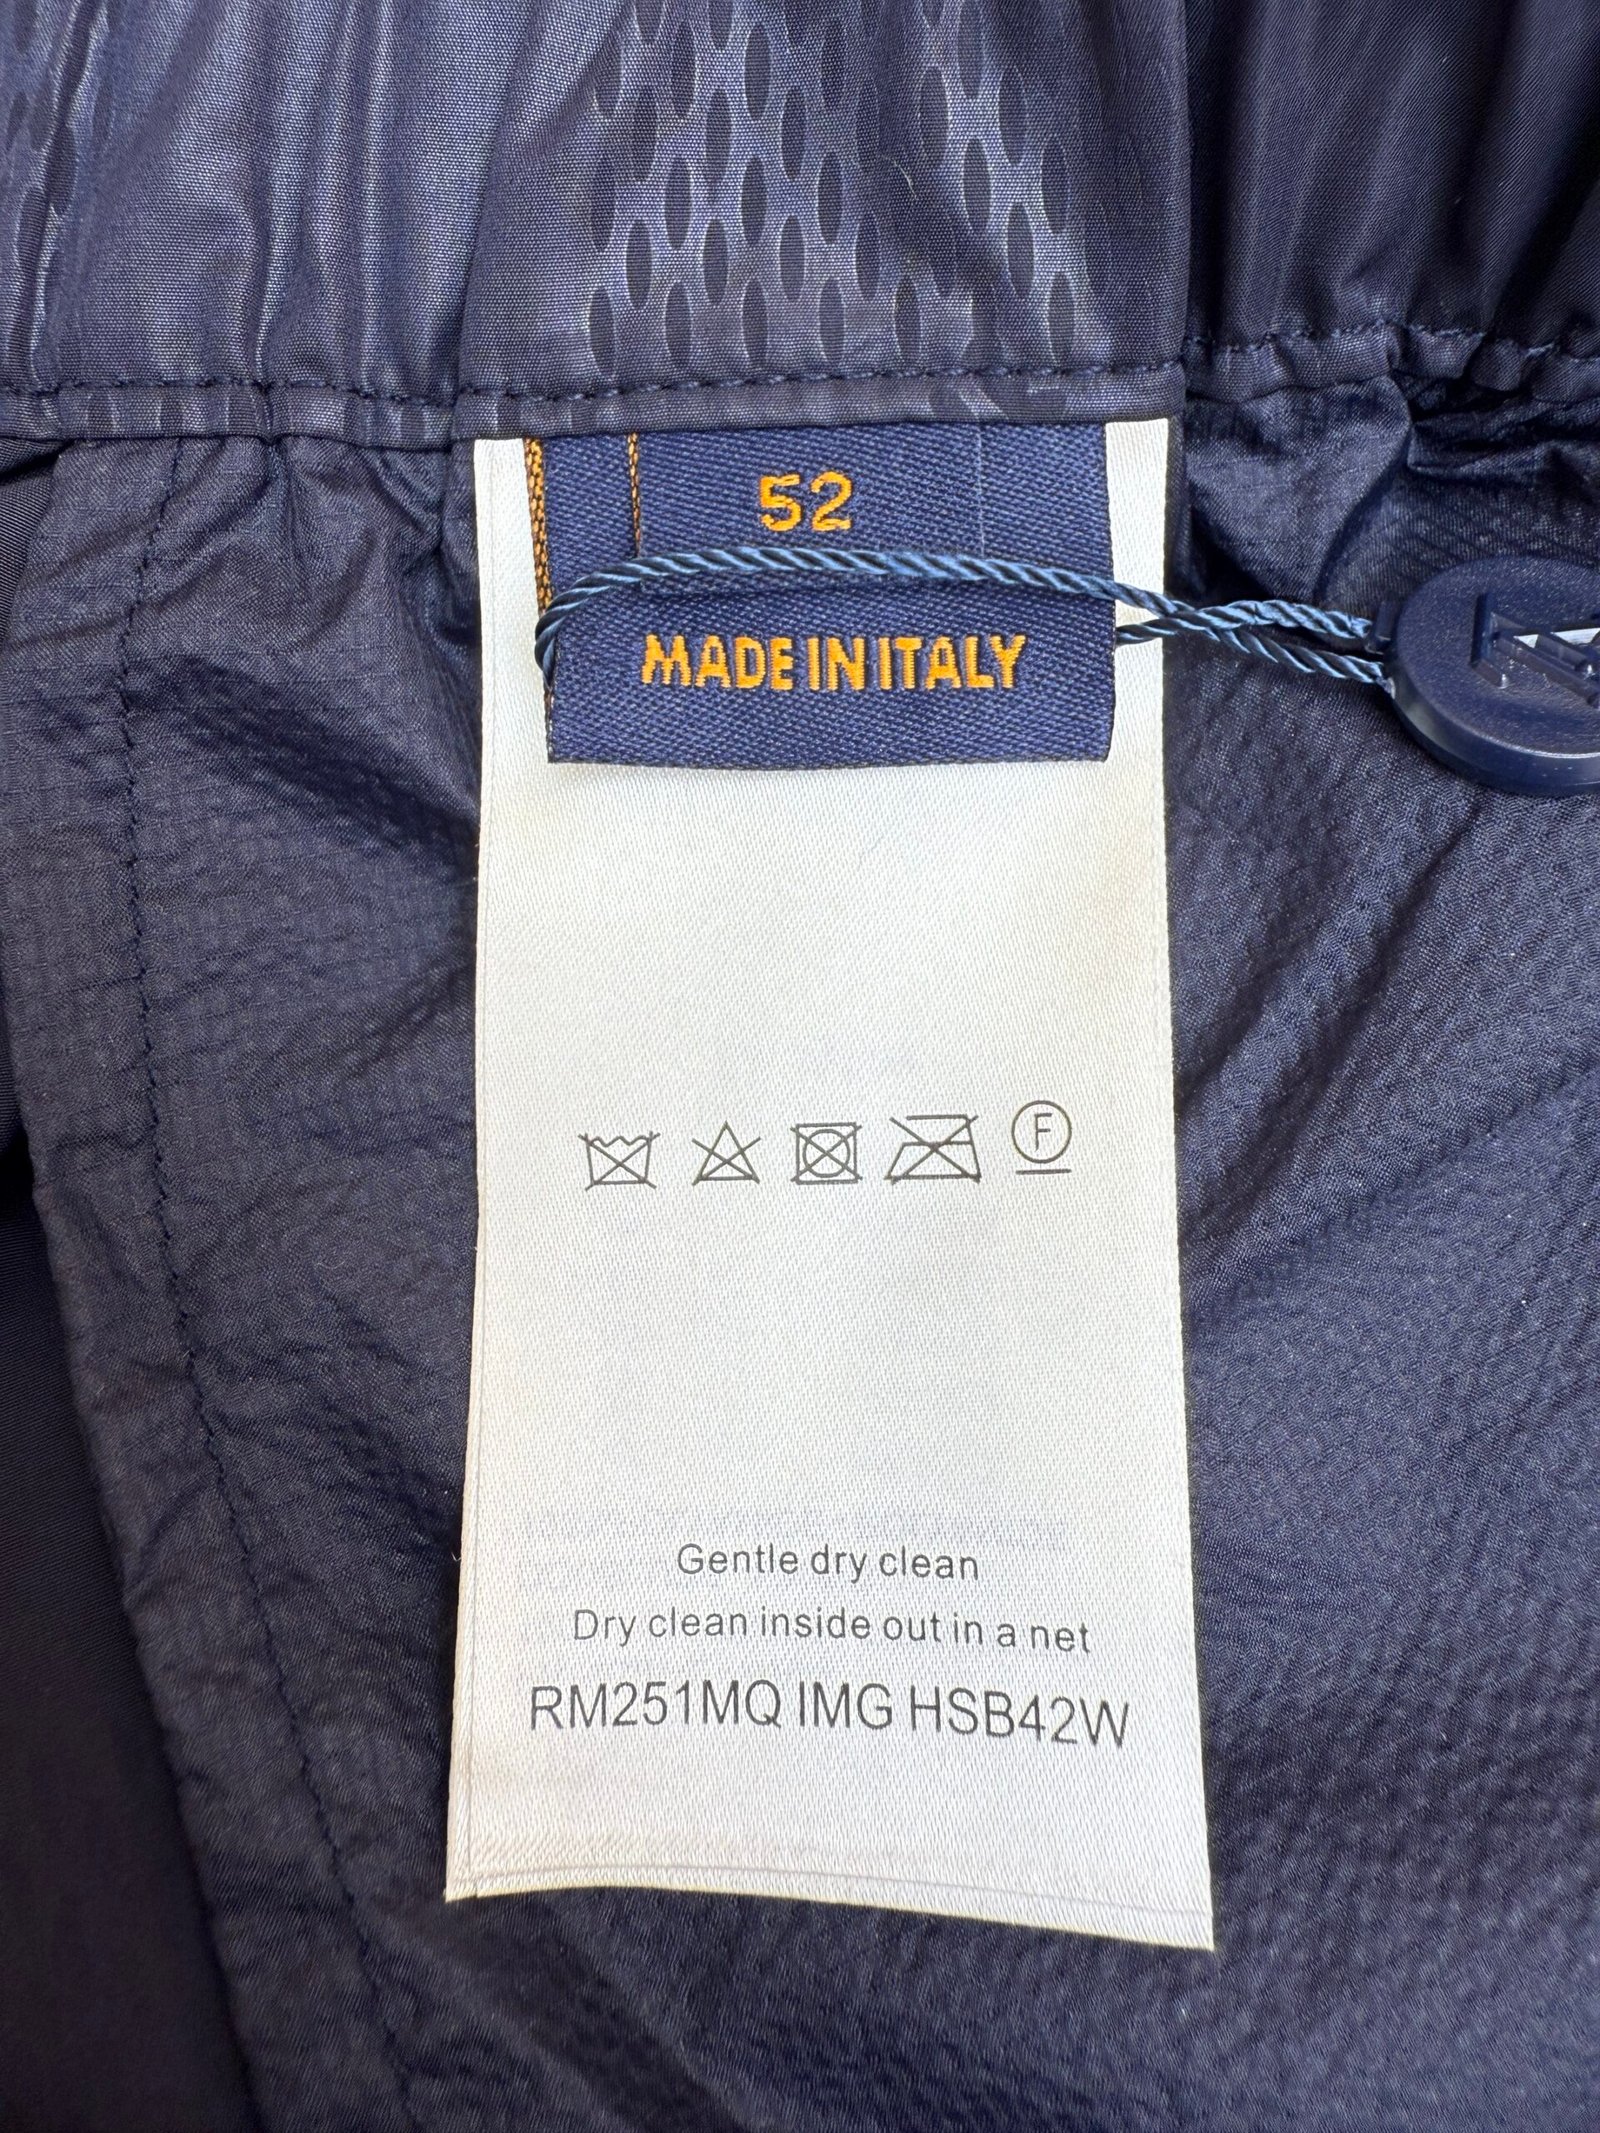 52
MADE IN ITALY
F
Gentle dry clean
Dry clean inside out in a net
RM251MQ IMG HSB42W